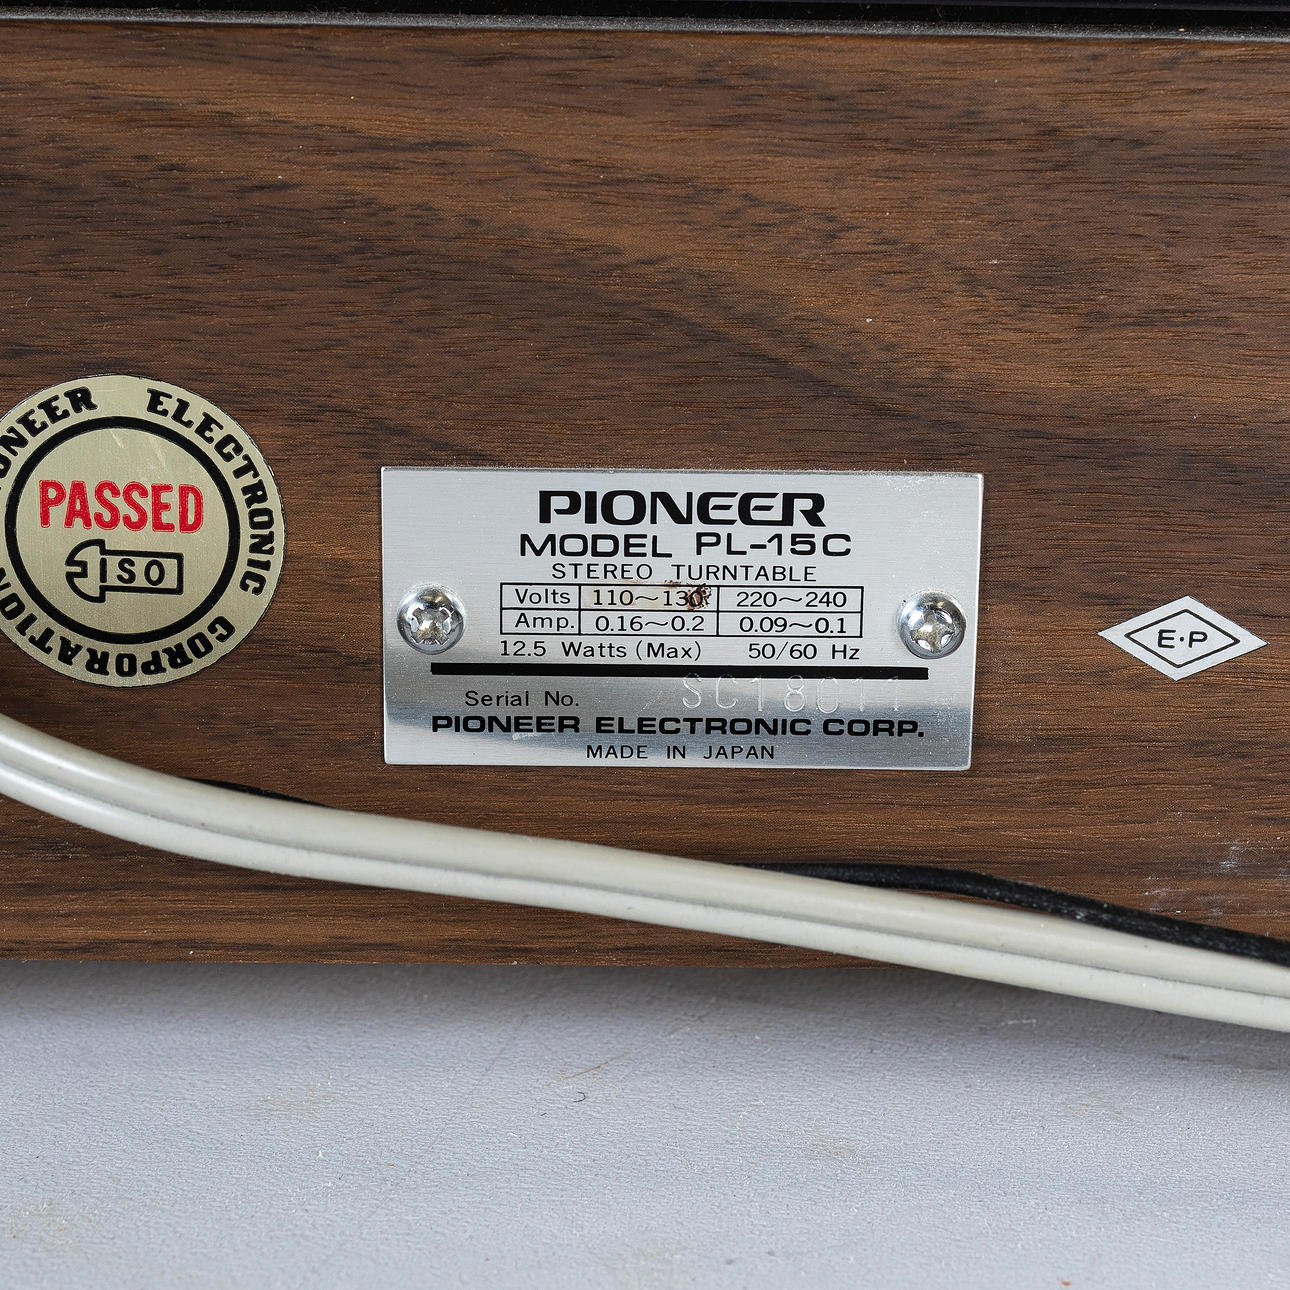 PIONEER ELECTRONIC CORPORATION
PASSED
ISO
PIONEER
MODEL PL-15C
STEREO TURNTABLE
Volts 110~130 220~240
Amp. 0.16~0.2 0.09~0.1
12.5 Watts (Max) 50/60 Hz
Serial No.
PIONEER ELECTRONIC CORP.
MADE IN JAPAN
E·P